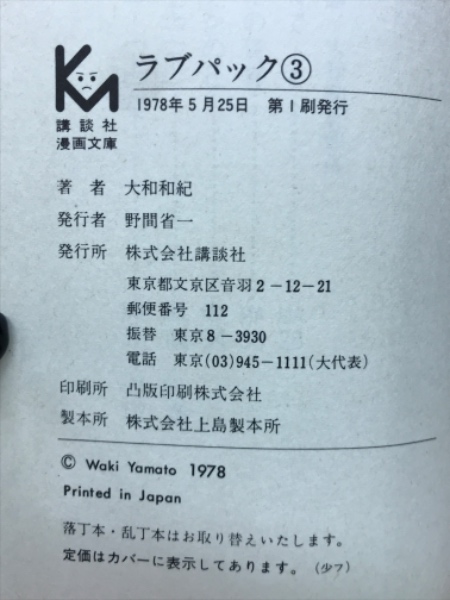 KM
ラブパック③
1978年5月25日 第1刷発行
講談社
漫画文庫
著者 大和和紀
発行者 野間省一
発行所 株式会社講談社
東京都文京区音羽2-12-21
郵便番号 112
振替 東京8-3930
電話 東京(03)945-1111(大代表)
印刷所 凸版印刷株式会社
製本所 株式会社上島製本所
© Waki Yamato 1978
Printed in Japan
落丁本・乱丁本はお取り替えいたします。
定価はカバーに表示してあります。(少フ)